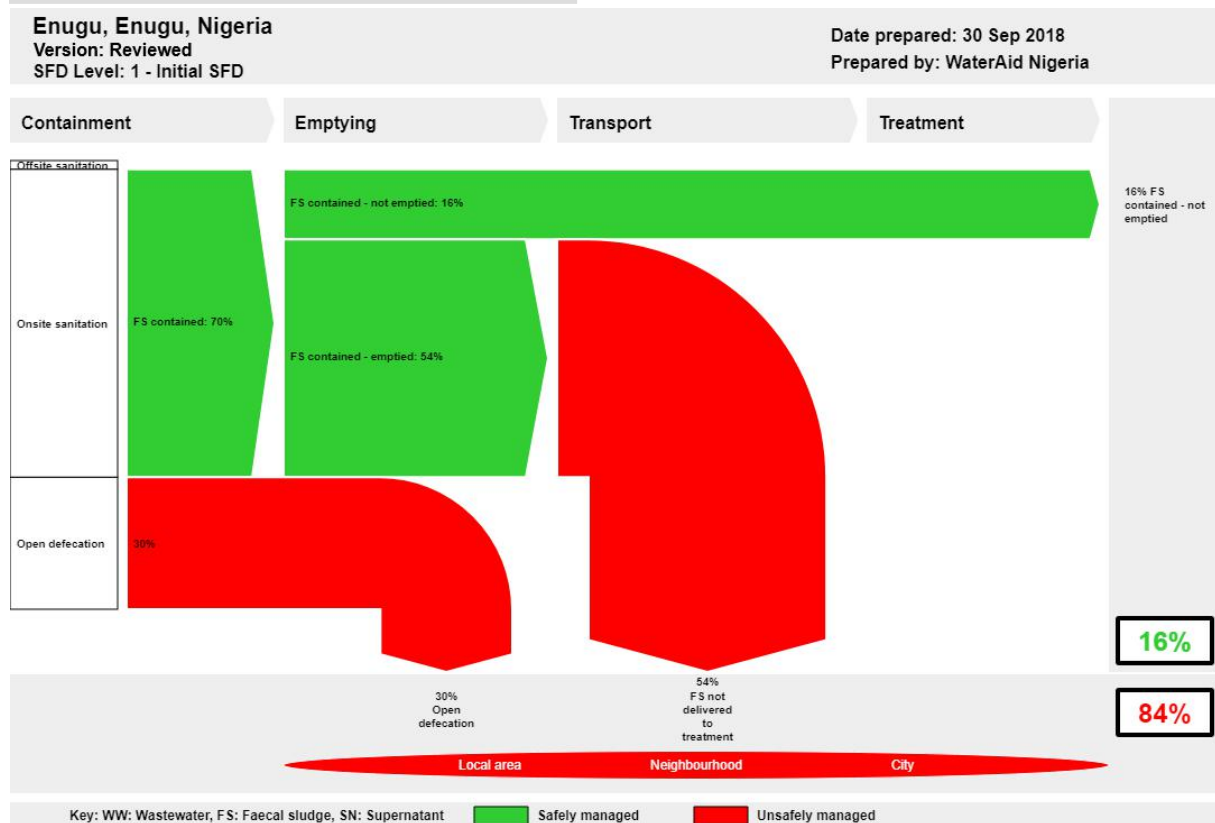 Enugu, Enugu, Nigeria
Version: Reviewed
SFD Level: 1 - Initial SFD
Date prepared: 30 Sep 2018
Prepared by: WaterAid Nigeria
Containment
Emptying
Transport
Treatment
Offsite sanitation
FS contained - not emptied: 16%
16% FS
contained - not
emptied
Onsite sanitation
FS contained: 70%
FS contained - emptied: 54%
Open defecation
30%
16%
30%
Open
defecation
54%
FS not
delivered
to
treatment
84%
Local area
Neighbourhood
City
Key: WW: Wastewater, FS: Faecal sludge, SN: Supernatant
Safely managed
Unsafely managed